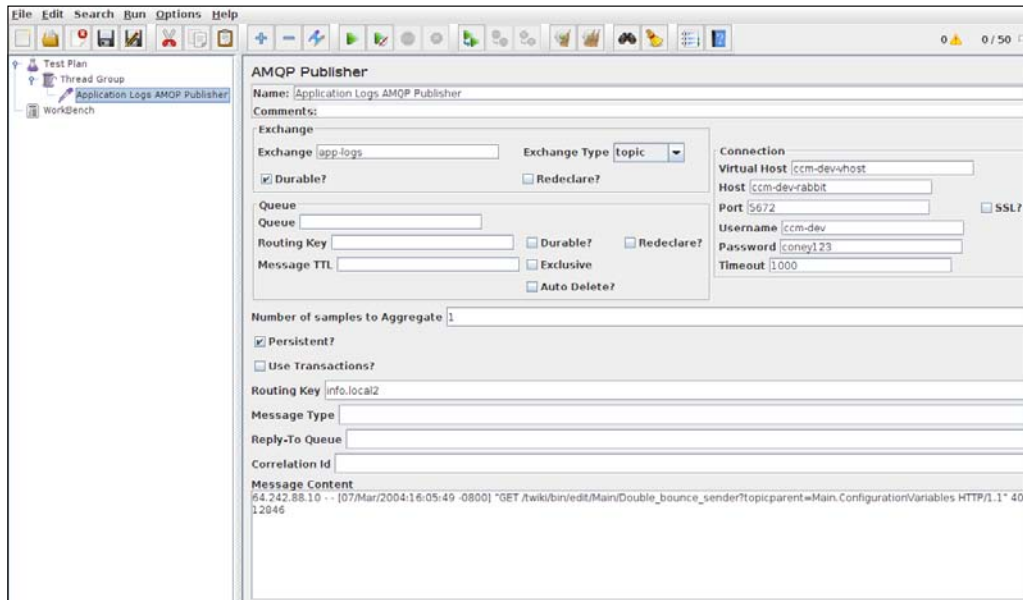 File Edit Search Run Options Help
0 0 / 50
Test Plan
Thread Group
Application Logs AMQP Publisher
WorkBench
AMQP Publisher
Name: Application Logs AMQP Publisher
Comments:
Exchange
Exchange app-logs Exchange Type topic
Durable? Redeclare?
Queue
Queue
Routing Key Durable? Redeclare?
Message TTL Exclusive
Auto Delete?
Connection
Virtual Host ccm-dev-vhost
Host ccm-dev-rabbit
Port 5672 SSL?
Username ccm-dev
Password coney123
Timeout 1000
Number of samples to Aggregate 1
Persistent?
Use Transactions?
Routing Key info.local2
Message Type
Reply-To Queue
Correlation Id
Message Content
64.242.88.10 - - [07/Mar/2004:16:05:49 -0800] "GET /twiki/bin/edit/Main/Double_bounce_sender?topicparent=Main.ConfigurationVariables HTTP/1.1" 40
12846